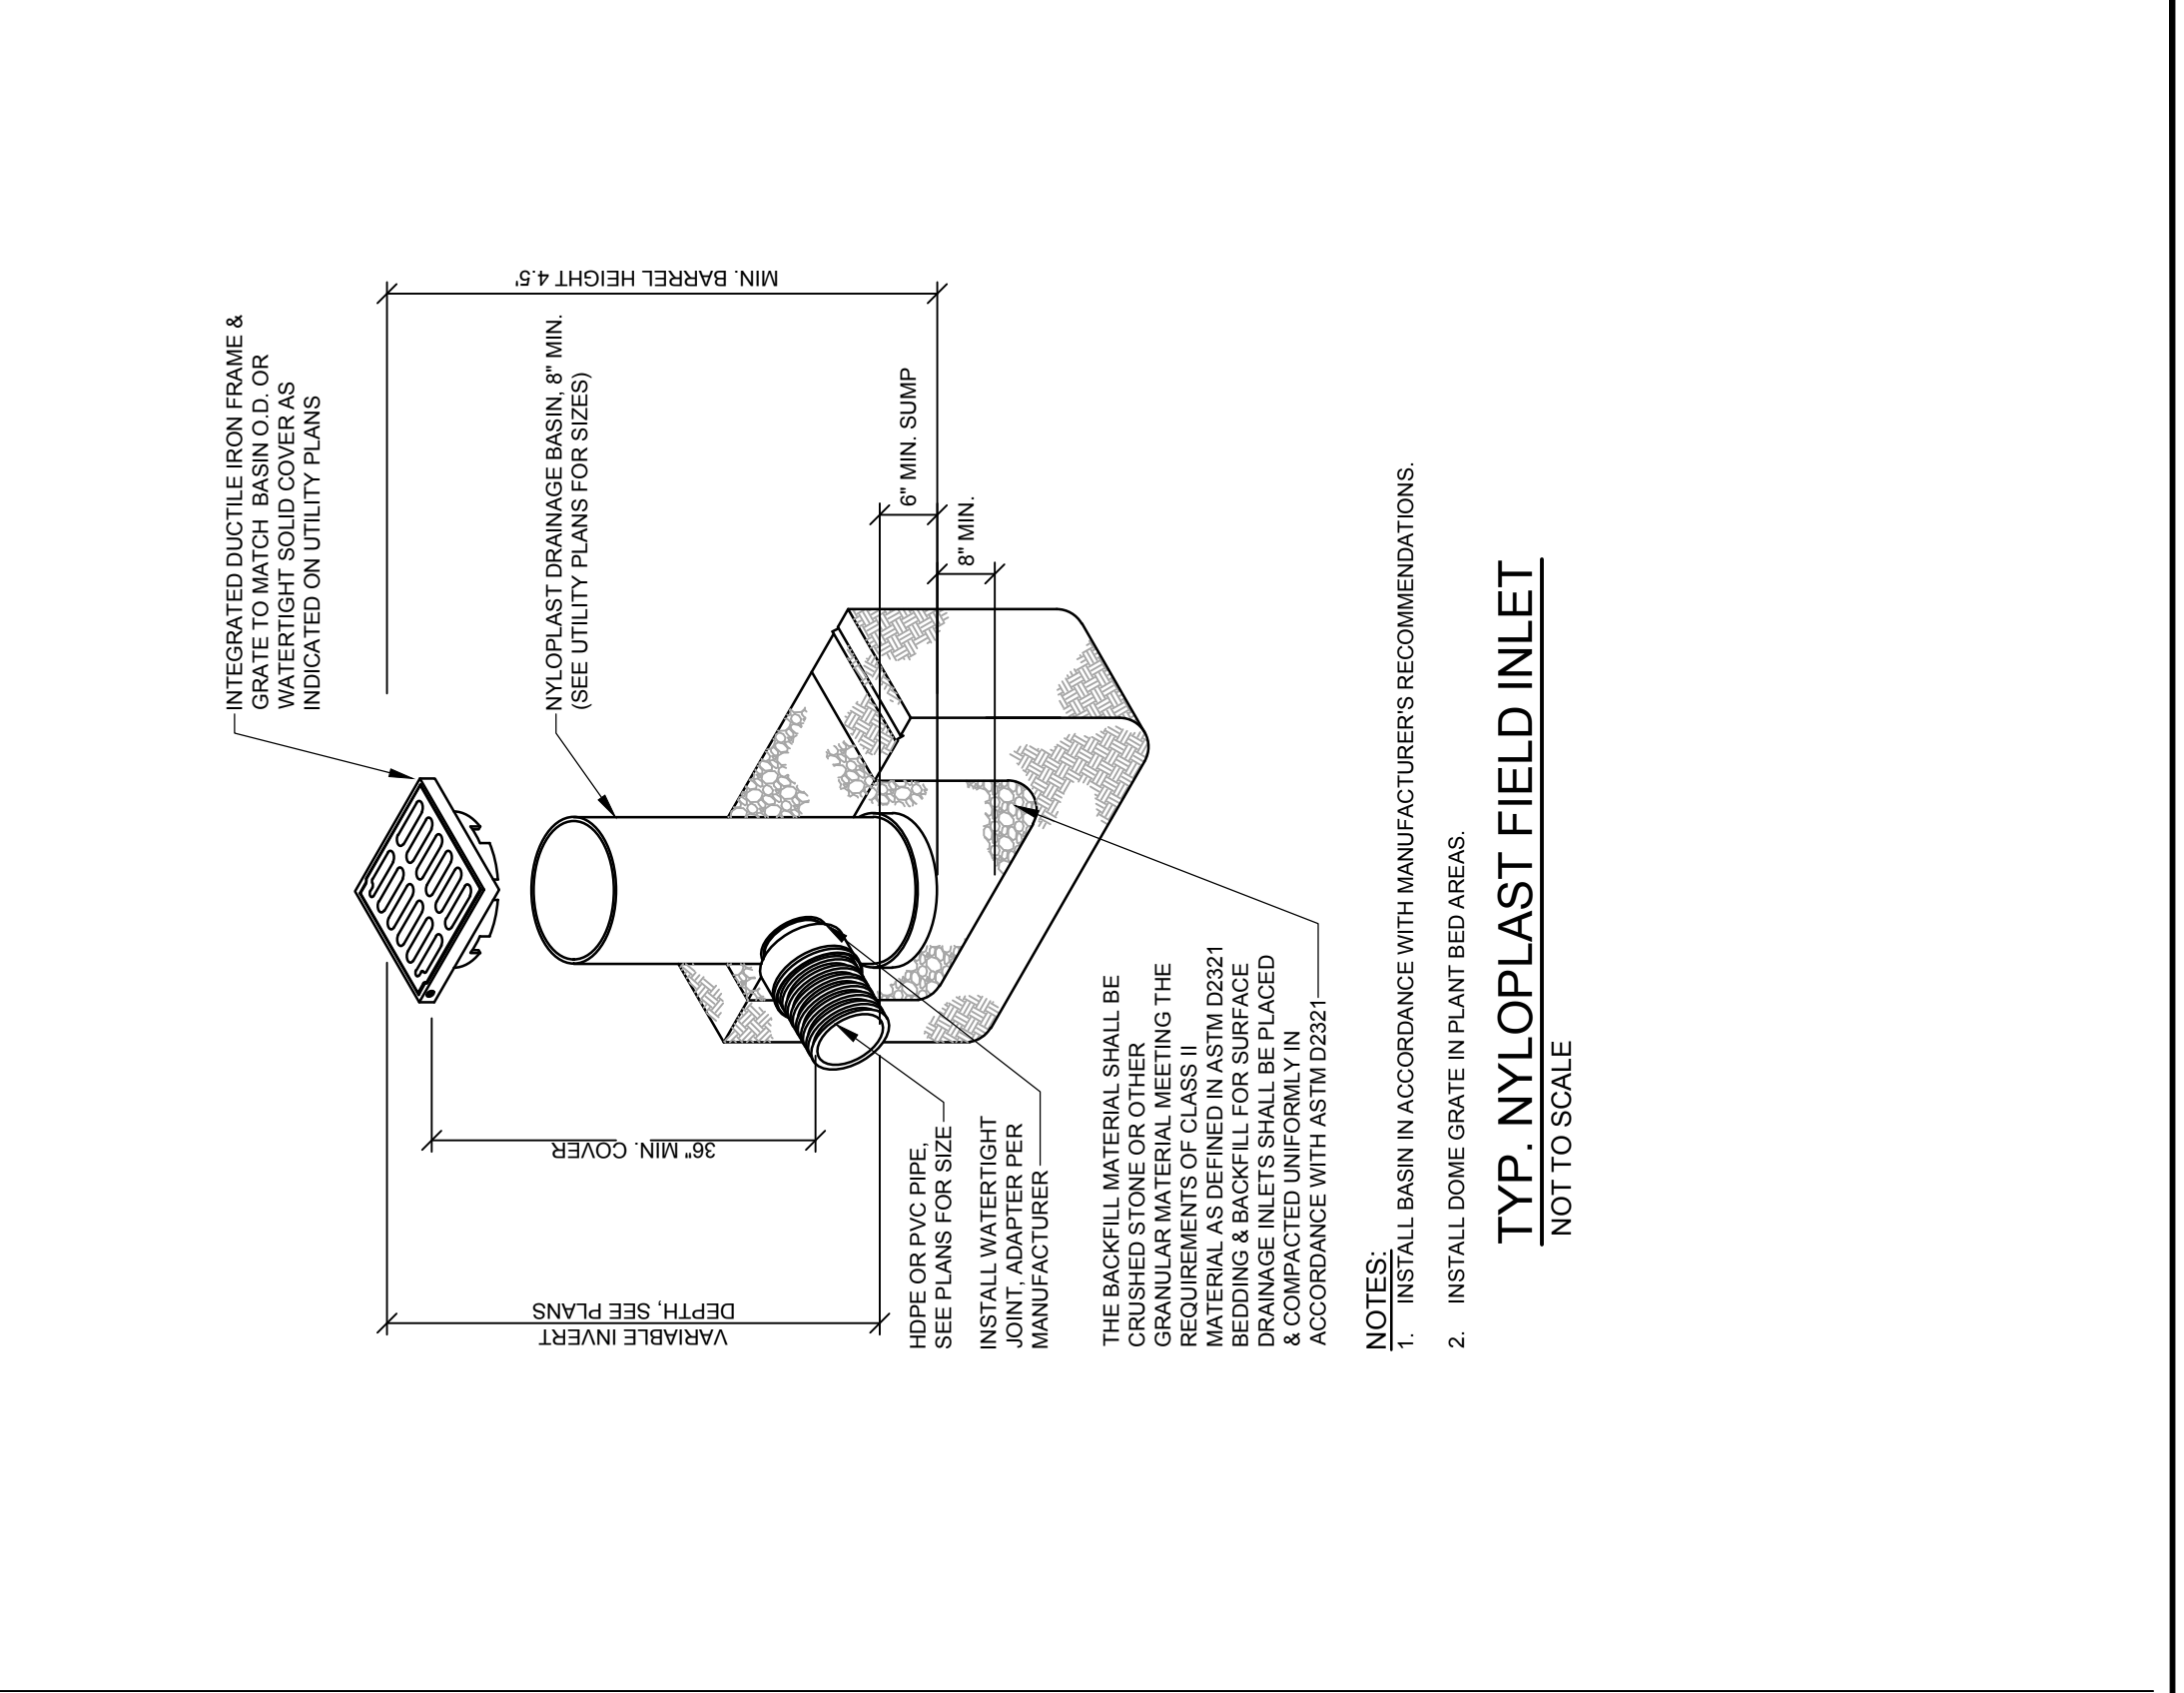 INTEGRATED DUCTILE IRON FRAME &
GRATE TO MATCH BASIN O.D. OR
WATERTIGHT SOLID COVER AS
INDICATED ON UTILITY PLANS
NYLOPLAST DRAINAGE BASIN, 8" MIN.
(SEE UTILITY PLANS FOR SIZES)
MIN. BARREL HEIGHT 4.5'
6" MIN. SUMP
8" MIN.
36" MIN. COVER
VARIABLE INVERT
DEPTH, SEE PLANS
HDPE OR PVC PIPE,
SEE PLANS FOR SIZE
INSTALL WATERTIGHT
JOINT, ADAPTER PER
MANUFACTURER
THE BACKFILL MATERIAL SHALL BE
CRUSHED STONE OR OTHER
GRANULAR MATERIAL MEETING THE
REQUIREMENTS OF CLASS II
MATERIAL AS DEFINED IN ASTM D2321
BEDDING & BACKFILL FOR SURFACE
DRAINAGE INLETS SHALL BE PLACED
& COMPACTED UNIFORMLY IN
ACCORDANCE WITH ASTM D2321
NOTES:
1. INSTALL BASIN IN ACCORDANCE WITH MANUFACTURER'S RECOMMENDATIONS.
2. INSTALL DOME GRATE IN PLANT BED AREAS.
TYP. NYLOPLAST FIELD INLET
NOT TO SCALE